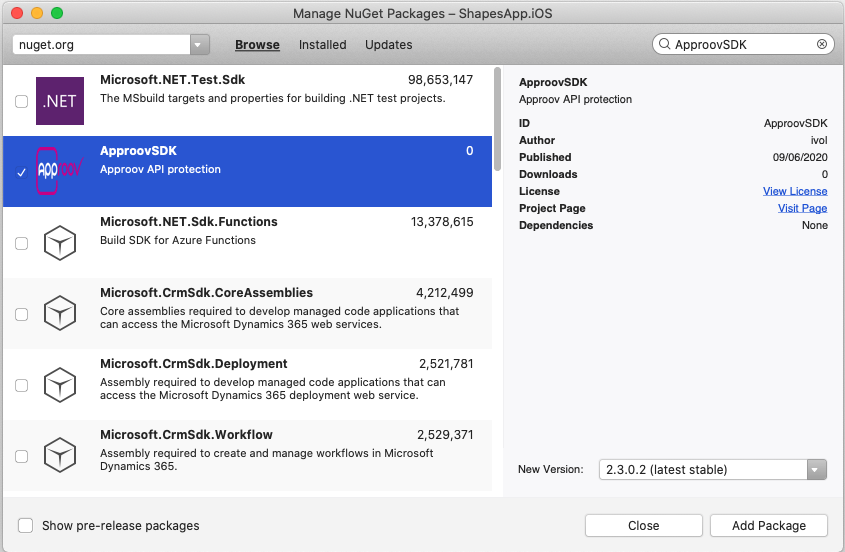 Manage NuGet Packages – ShapesApp.iOS
nuget.org
Browse
Installed
Updates
ApproovSDK
.NET
Microsoft.NET.Test.Sdk
98,653,147
The MSbuild targets and properties for building .NET test projects.
Approov
ApproovSDK
0
Approov API protection
Microsoft.NET.Sdk.Functions
13,378,615
Build SDK for Azure Functions
Microsoft.CrmSdk.CoreAssemblies
4,212,499
Core assemblies required to develop managed code applications that
can access the Microsoft Dynamics 365 web services.
Microsoft.CrmSdk.Deployment
2,521,781
Assembly required to develop managed code applications that can
access the Microsoft Dynamics 365 deployment web service.
Microsoft.CrmSdk.Workflow
2,529,371
Assembly required to create and manage workflows in Microsoft
Dynamics 365.
ApproovSDK
Approov API protection
ID
ApproovSDK
Author
ivol
Published
09/06/2020
Downloads
0
License
View License
Project Page
Visit Page
Dependencies
None
New Version:
2.3.0.2 (latest stable)
Show pre-release packages
Close
Add Package